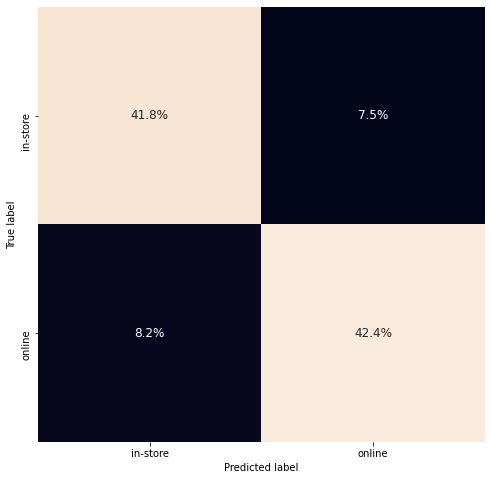 41.8%
7.5%
in-store
True label
8.2%
42.4%
online
in-store
online
Predicted label